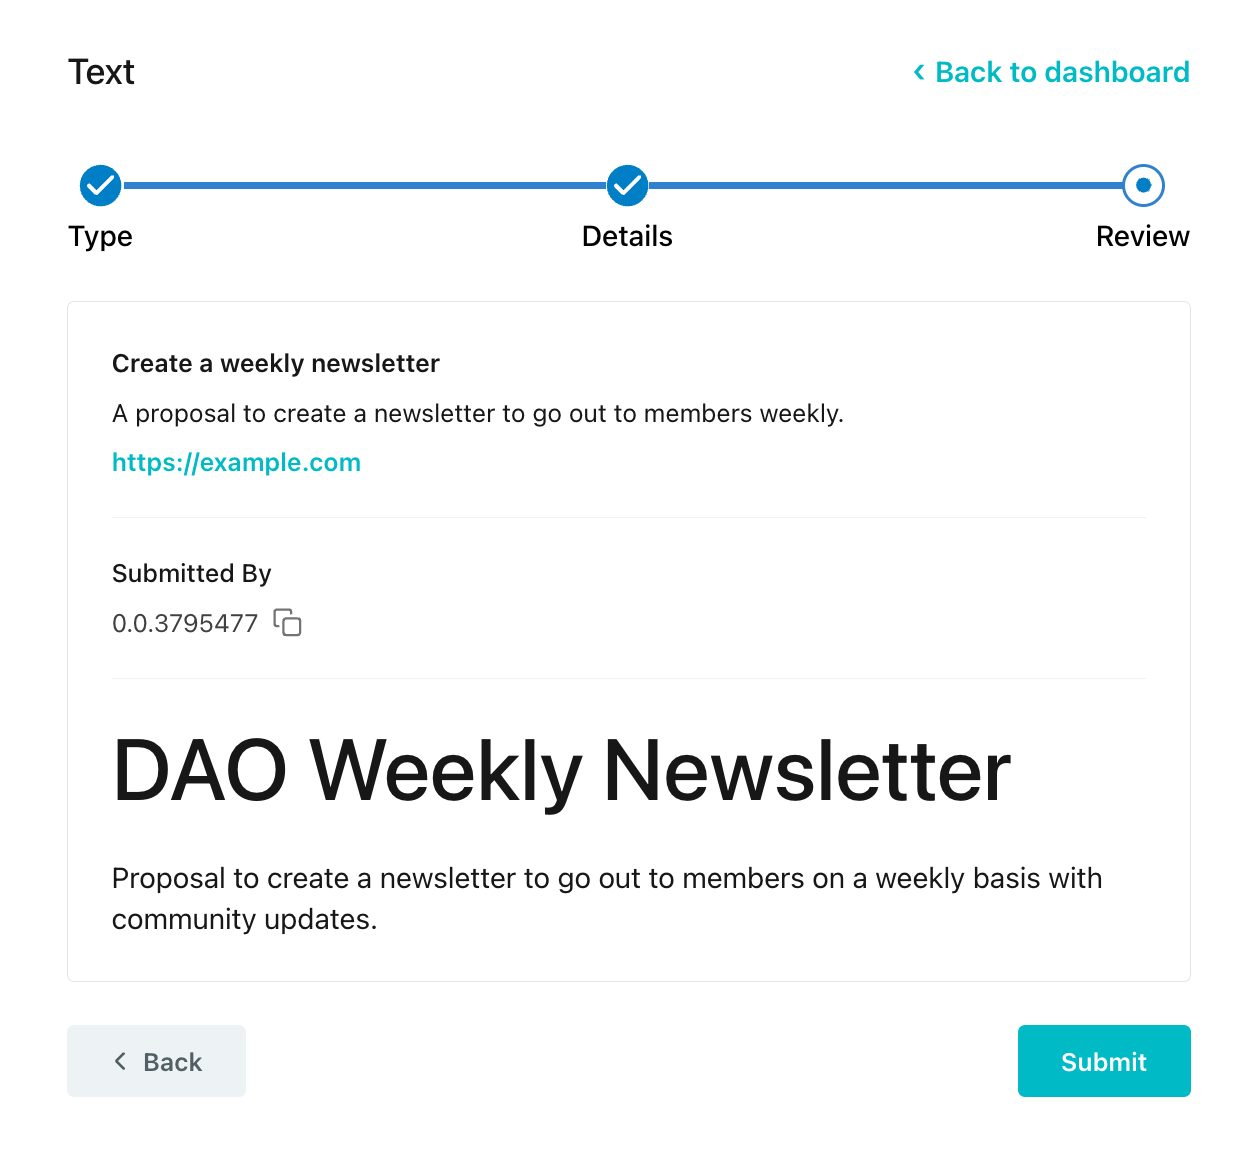 Text
Back to dashboard
Type
Details
Review
Create a weekly newsletter
A proposal to create a newsletter to go out to members weekly.
https://example.com
Submitted By
0.0.3795477
DAO Weekly Newsletter
Proposal to create a newsletter to go out to members on a weekly basis with
community updates.
Back
Submit